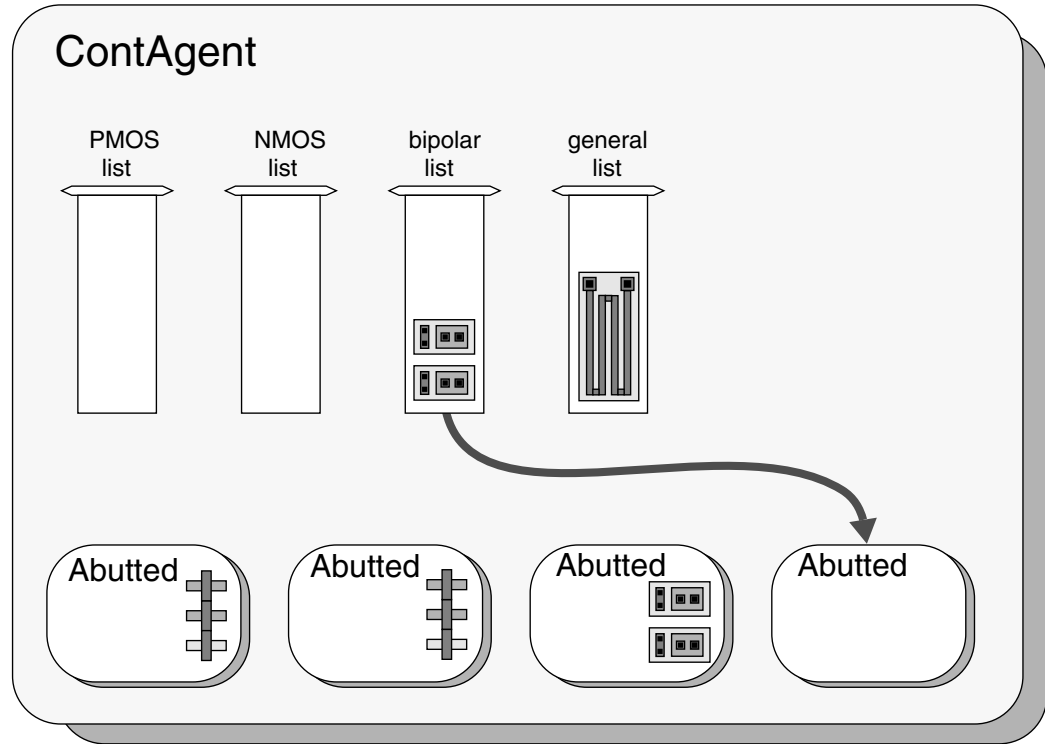 ContAgent
PMOS
list
NMOS
list
bipolar
list
general
list
Abutted
Abutted
Abutted
Abutted